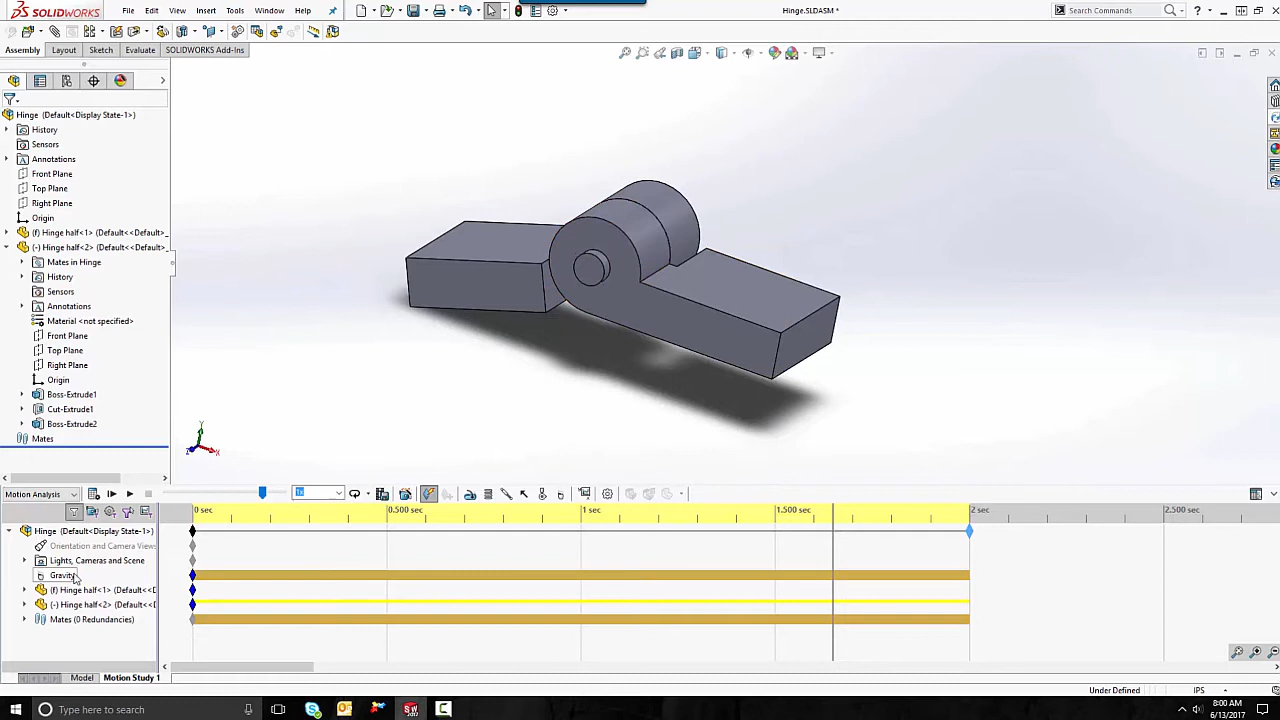 SOLIDWORKS File Edit View Insert Tools Window Help Hinge.SLDASM * Search Commands
Assembly Layout Sketch Evaluate SOLIDWORKS Add-Ins
Hinge (Default<Display State-1>)
History
Sensors
Annotations
Front Plane
Top Plane
Right Plane
Origin
(f) Hinge half<1> (Default<<Default>_
(-) Hinge half<2> (Default<<Default>_
Mates in Hinge
History
Sensors
Annotations
Material <not specified>
Front Plane
Top Plane
Right Plane
Origin
Boss-Extrude1
Cut-Extrude1
Boss-Extrude2
Mates
Y
Z X
Motion Analysis 1x
0 sec 0.500 sec 1 sec 1.500 sec 2 sec 2.500 sec
Hinge (Default<Display State-1>)
Orientation and Camera Views
Lights, Cameras and Scene
Gravity
(f) Hinge half<1> (Default<<D
(-) Hinge half<2> (Default<<D
Mates (0 Redundancies)
Model Motion Study 1
Under Defined IPS
Type here to search
8:00 AM
6/13/2017